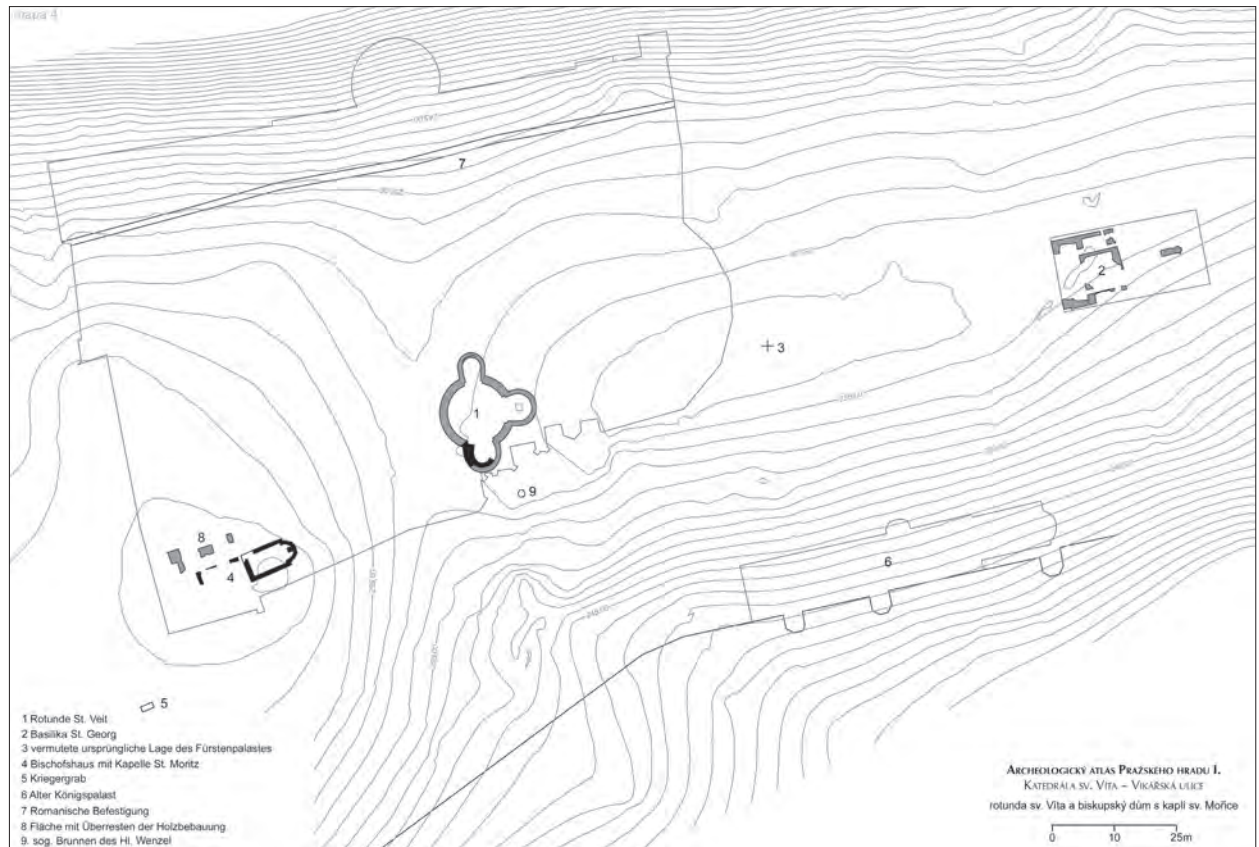 mapa 4
7
2
3
1
9
8
4
6
5
1 Rotunde St. Veit
2 Basilika St. Georg
3 vermutete ursprüngliche Lage des Fürstenpalastes
4 Bischofshaus mit Kapelle St. Moritz
5 Kriegergrab
6 Alter Königspalast
7 Romanische Befestigung
8 Fläche mit Überresten der Holzbebauung
9. sog. Brunnen des Hl. Wenzel
ARCHEOLOGICKÝ ATLAS PRAŽSKÉHO HRADU I.
KATEDRÁLA SV. VÍTA – VIKÁŘSKÁ ULICE
rotunda sv. Víta a biskupský dům s kaplí sv. Mořice
0 10 25m